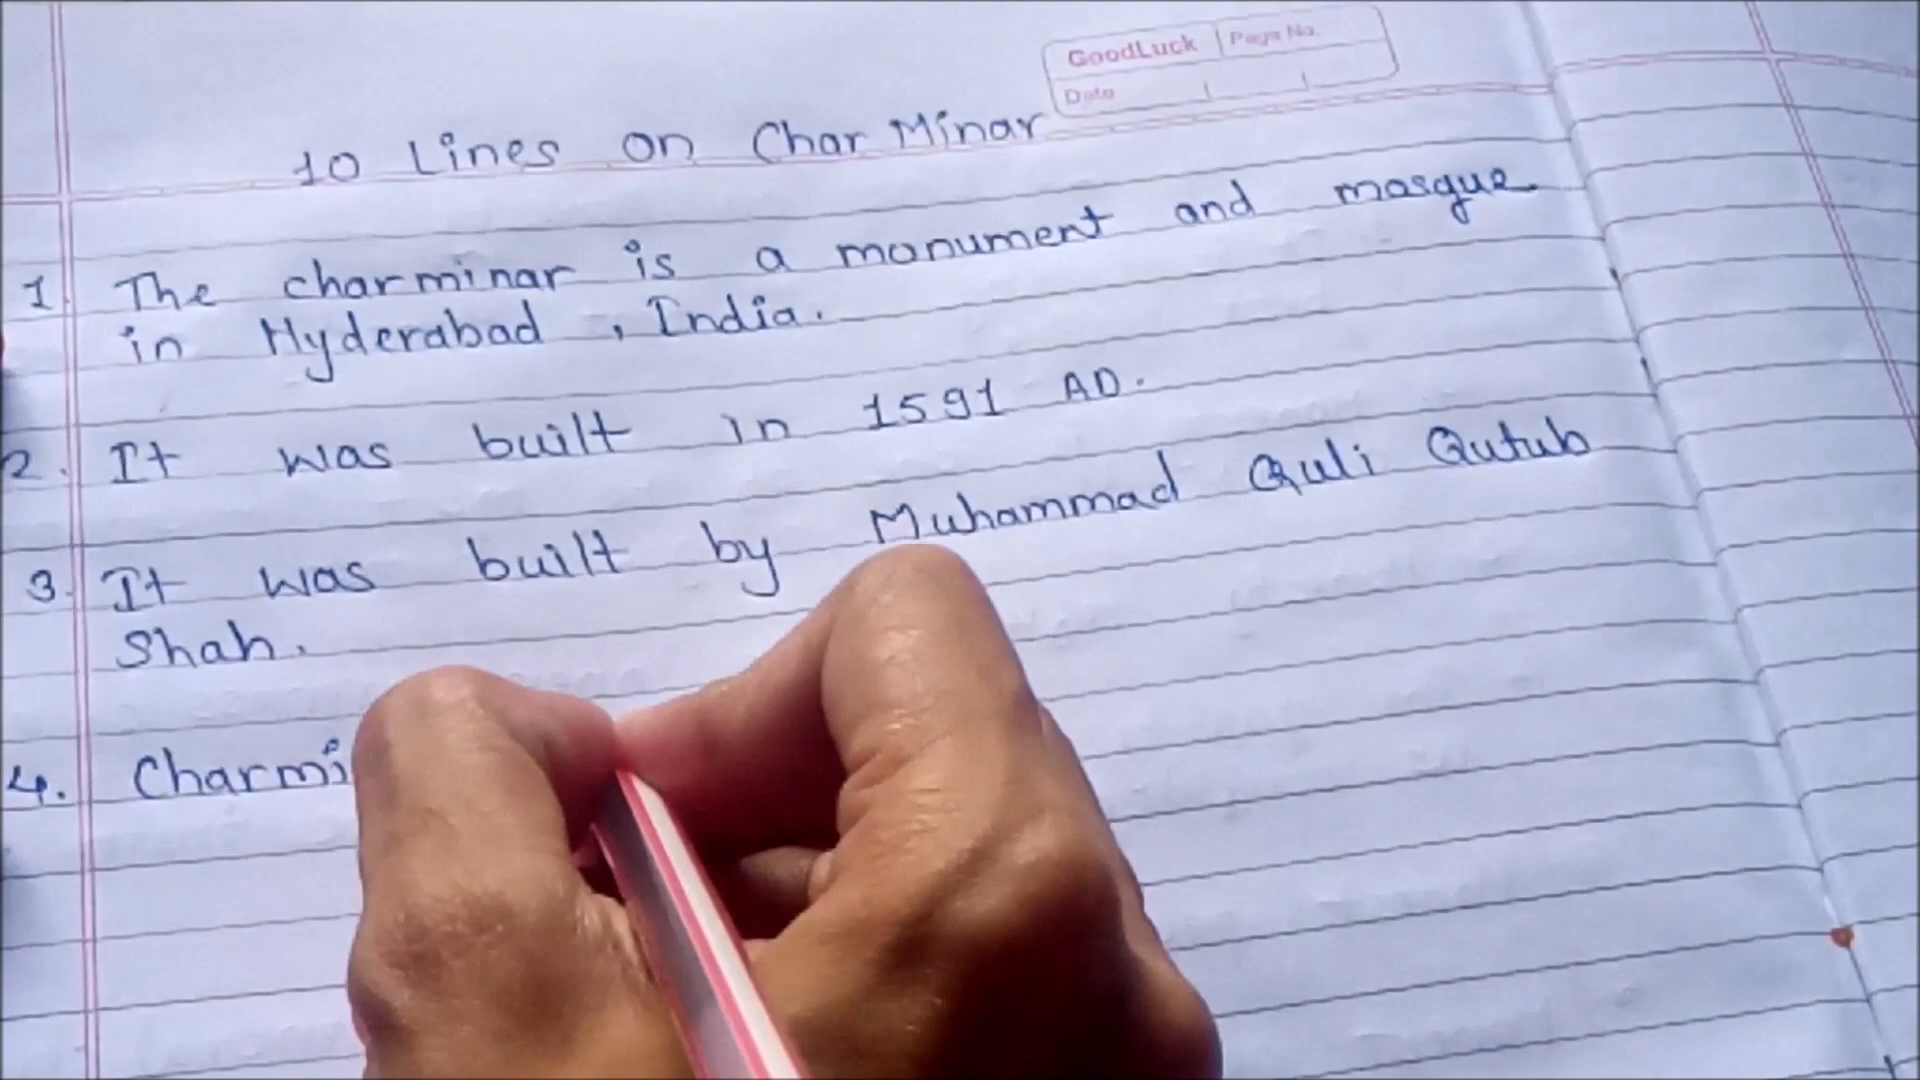 GoodLuck Page No.
Date
10 Lines on Char Minar
1. The charminar is a monument and mosque
in Hyderabad , India.
2. It was built in 1591 AD.
3. It was built by Muhammad Quli Qutub
Shah.
4. Charmi